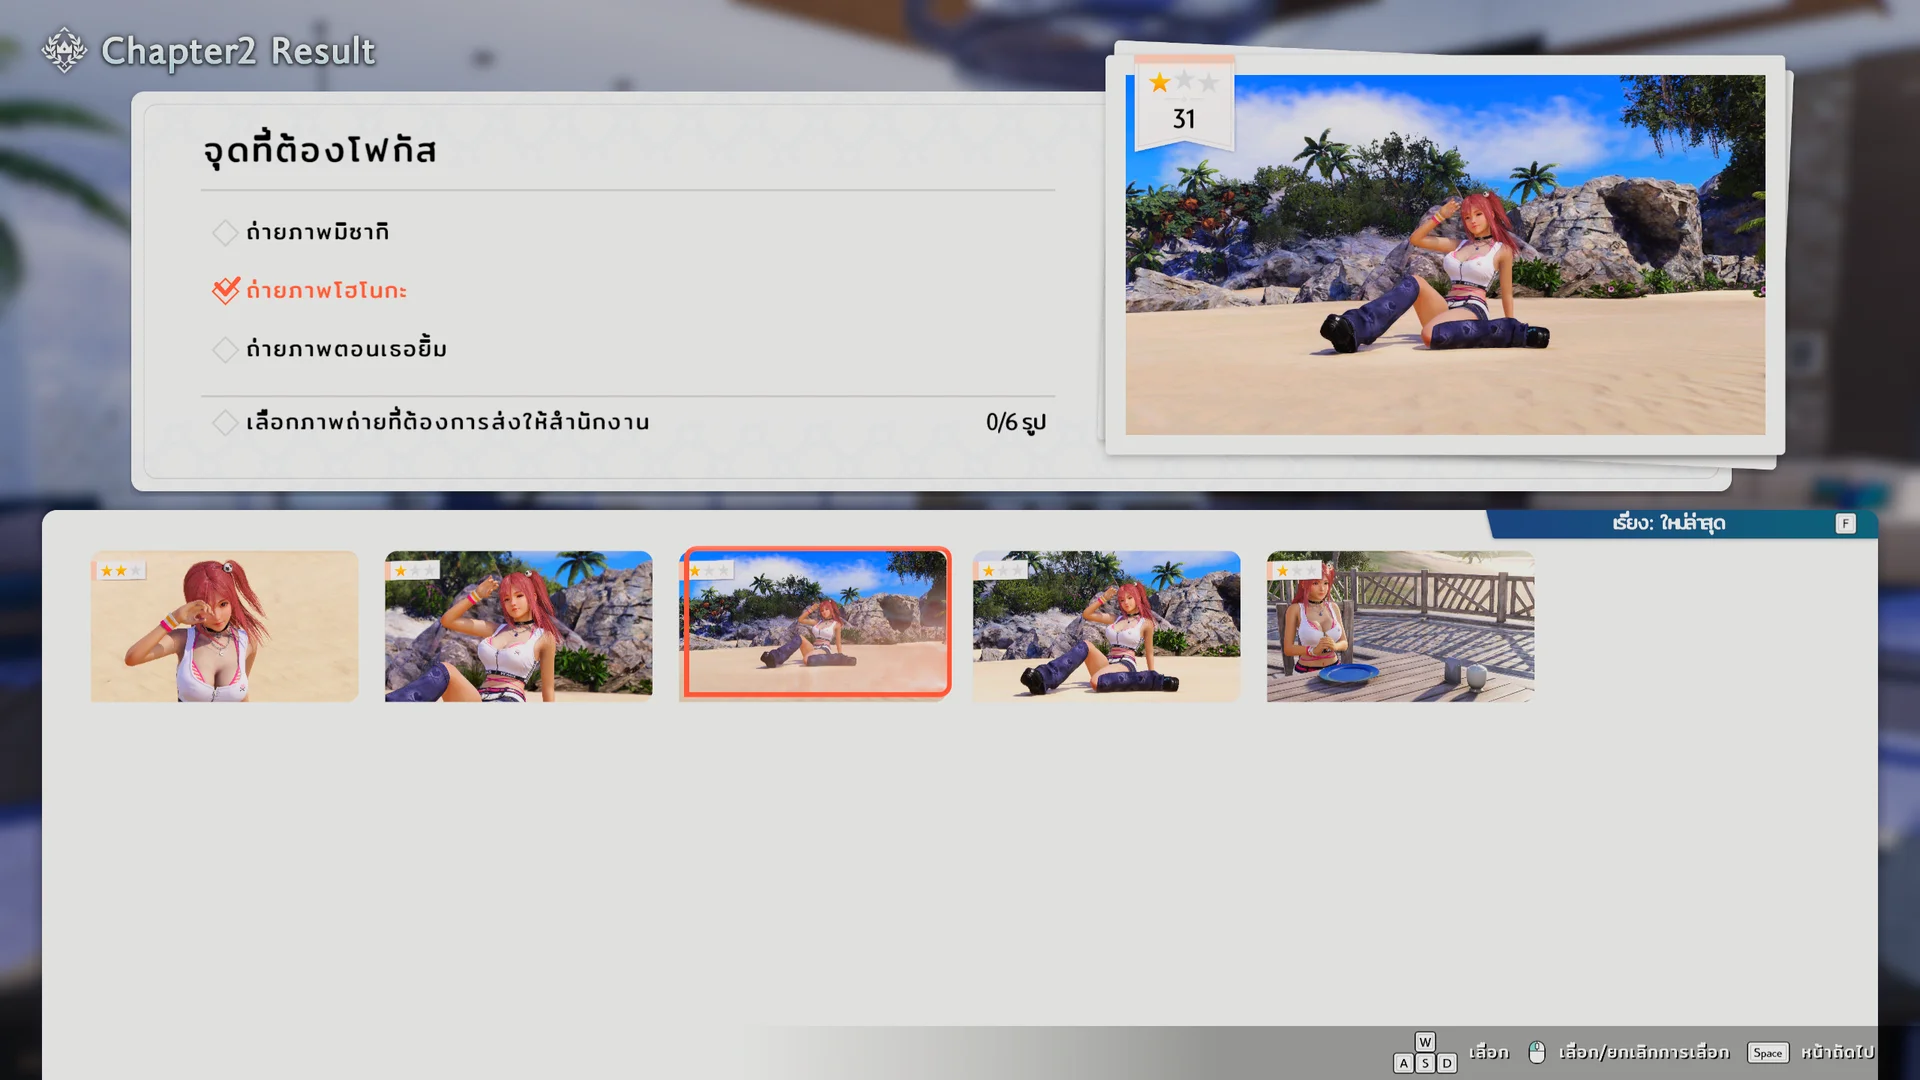 Chapter2 Result
31
จุดที่ต้องโฟกัส
ถ่ายภาพมิซากิ
ถ่ายภาพโฮโนกะ
ถ่ายภาพตอนเธอยิ้ม
เลือกภาพถ่ายที่ต้องการส่งให้สำนักงาน 0/6 รูป
เรียง: ใหม่ล่าสุด F
W
A S D เลือก เลือก/ยกเลิกการเลือก Space หน้าถัดไป